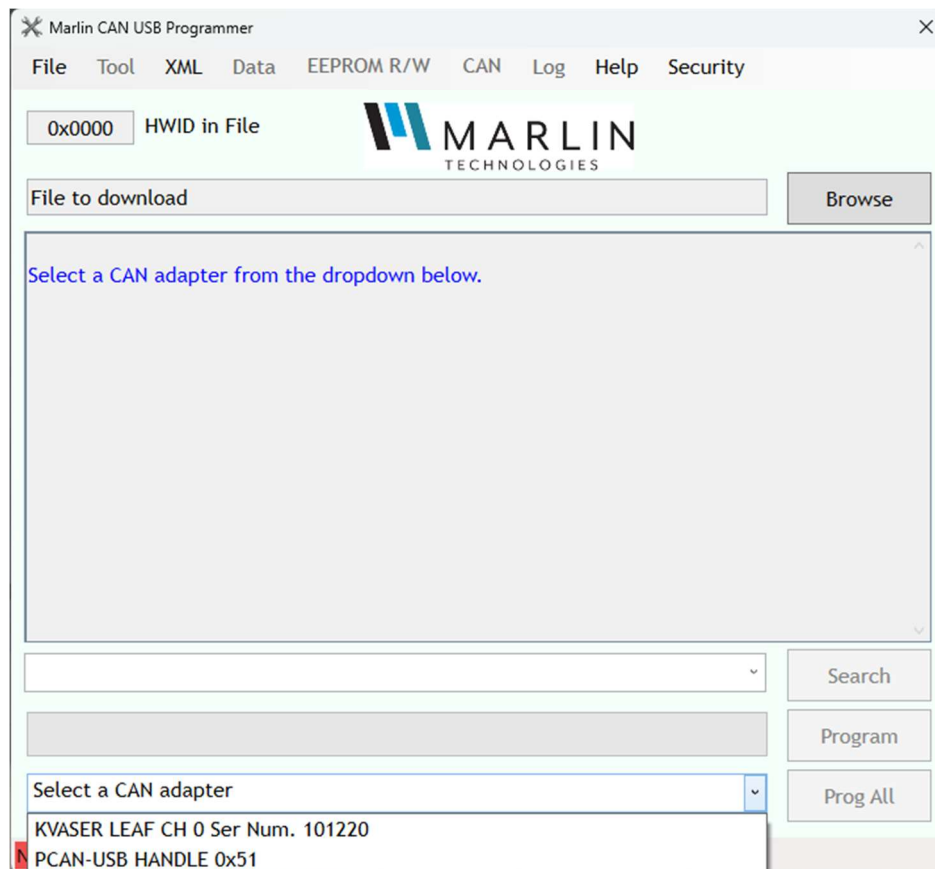 Marlin CAN USB Programmer
File Tool XML Data EEPROM R/W CAN Log Help Security
0x0000 HWID in File
MARLIN
TECHNOLOGIES
File to download Browse
Select a CAN adapter from the dropdown below.
Search
Program
Select a CAN adapter Prog All
KVASER LEAF CH 0 Ser Num. 101220
N PCAN-USB HANDLE 0x51